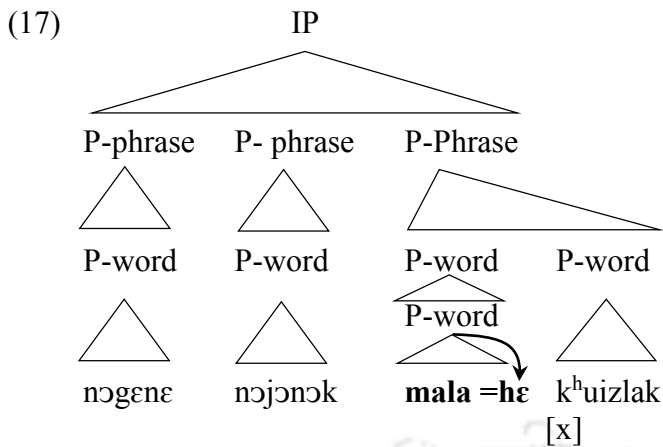 (17) IP
P-phrase P- phrase P-Phrase
P-word P-word P-word P-word
P-word
nɔgɛnɛ nɔjɔnɔk mala =hɛ kʰuizlak
[x]